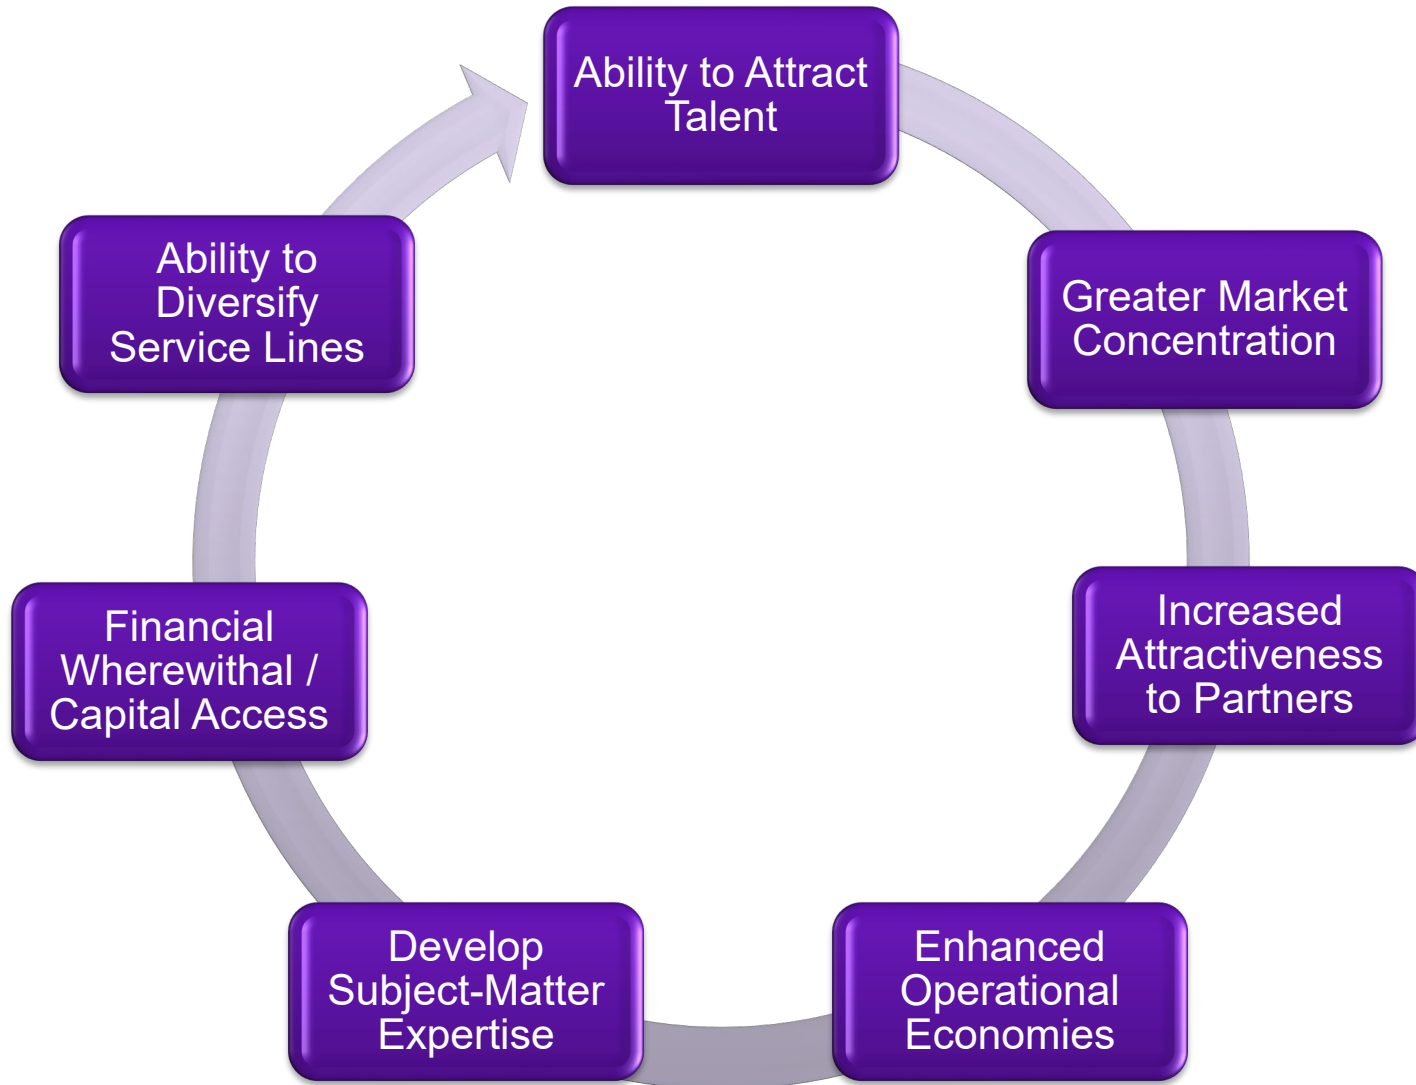 Ability to Attract
Talent
Greater Market
Concentration
Increased
Attractiveness
to Partners
Enhanced
Operational
Economies
Develop
Subject-Matter
Expertise
Financial
Wherewithal /
Capital Access
Ability to
Diversify
Service Lines